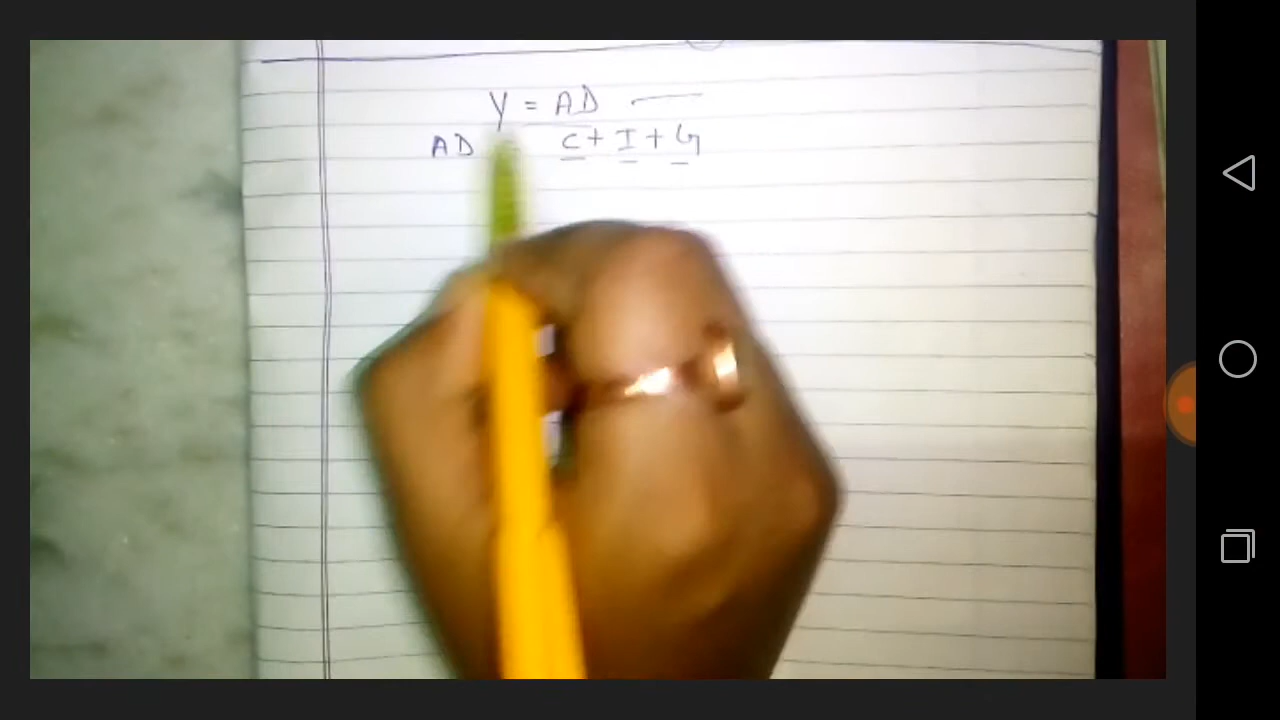 Y = AD
AD C + I + G